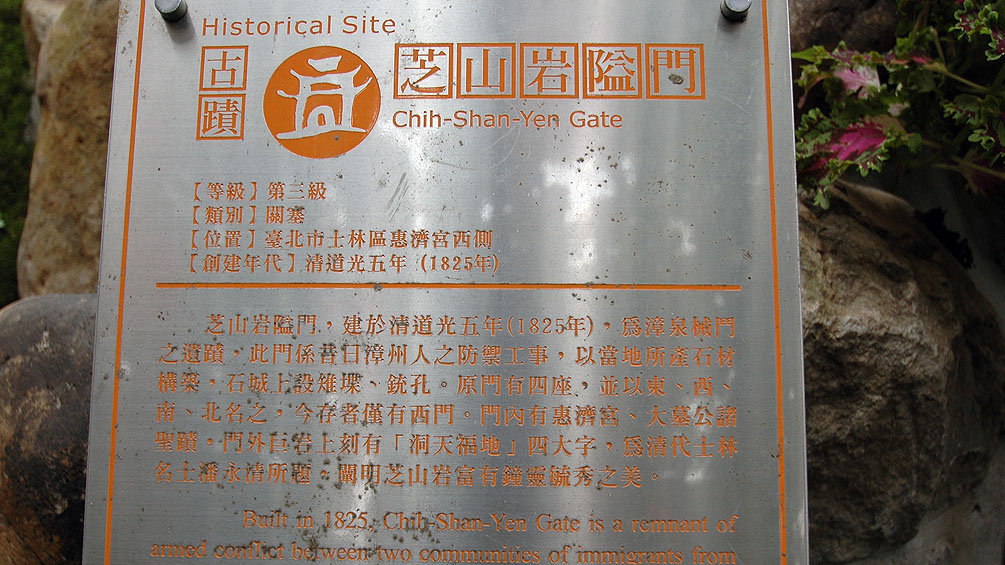 Historical Site
古蹟
芝山岩隘門
Chih-Shan-Yen Gate
【等級】第三級
【類別】關塞
【位置】臺北市士林區惠濟宮西側
【創建年代】清道光五年（1825年）
芝山岩隘門，建於清道光五年(1825年)，爲漳泉械鬥
之遺蹟。此門係昔日漳州人之防禦工事，以當地所產石材
構築，石城上設雉堞、銃孔。原門有四座，並以東、西、
南、北名之，今存者僅有西門。門內有惠濟宮、大墓公諸
聖蹟。門外巨岩上刻有「洞天福地」四大字，爲清代士林
名士潘永清所題。闡明芝山岩富有鐘靈毓秀之美。
Built in 1825, Chih-Shan-Yen Gate is a remnant of
armed conflict between two communities of immigrants from